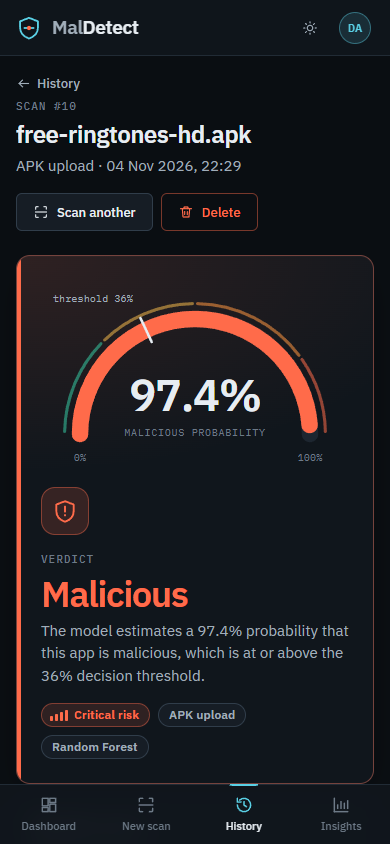 MalDetect
DA
History
SCAN #10
free-ringtones-hd.apk
APK upload · 04 Nov 2026, 22:29
Scan another
Delete
threshold 36%
97.4%
MALICIOUS PROBABILITY
0%
100%
VERDICT
Malicious
The model estimates a 97.4% probability that
this app is malicious, which is at or above the
36% decision threshold.
Critical risk
APK upload
Random Forest
Dashboard
New scan
History
Insights